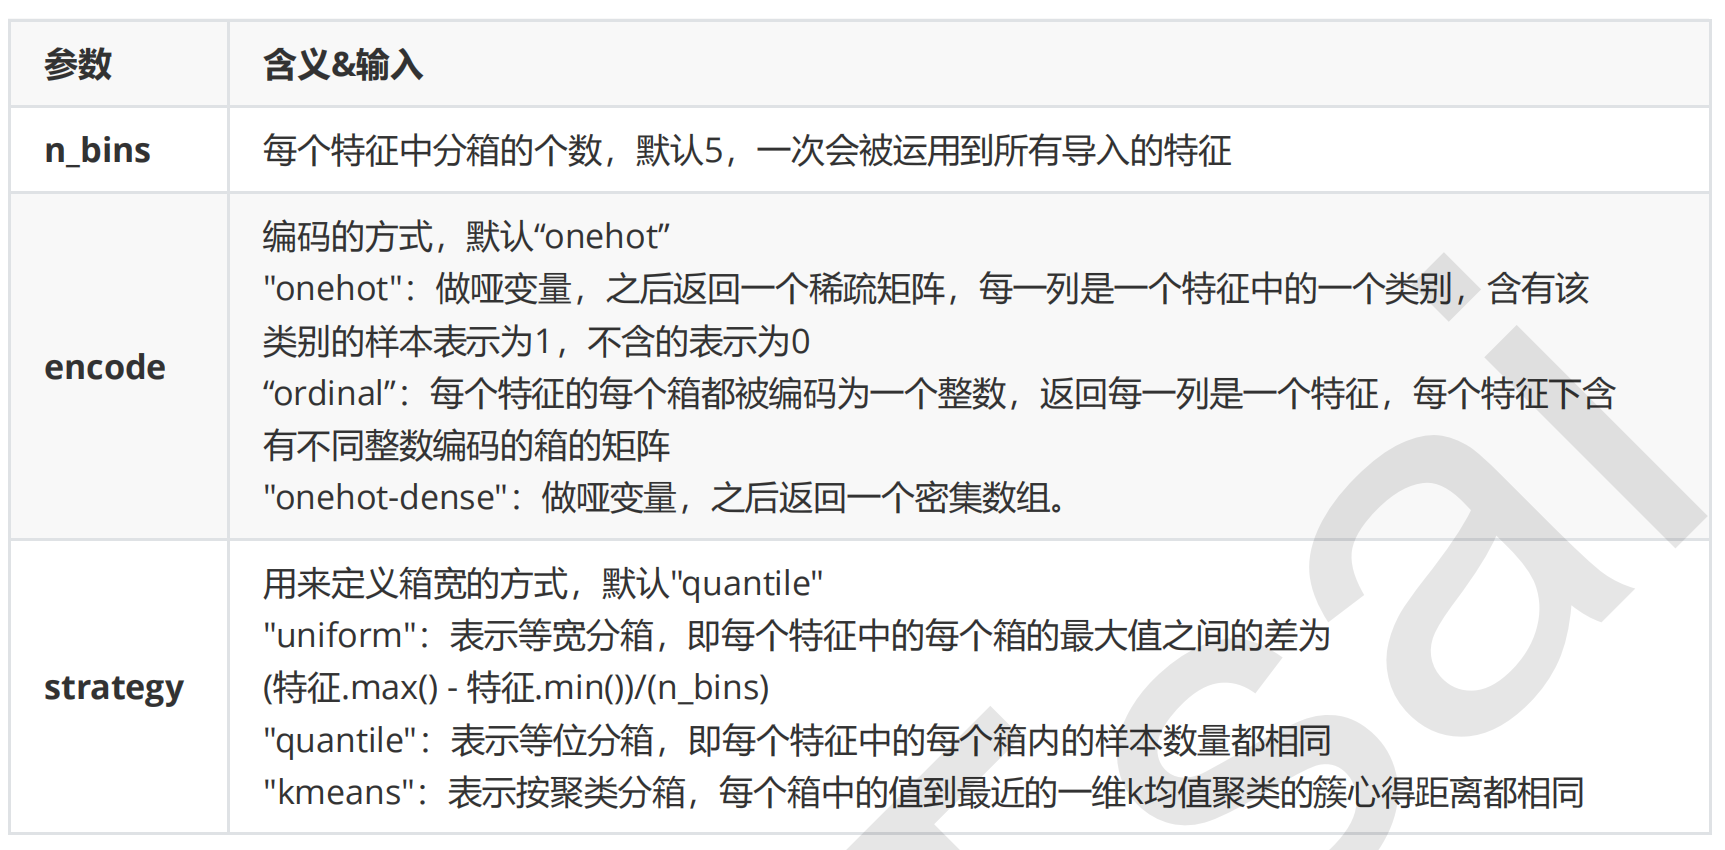 参数 含义&输入
n_bins 每个特征中分箱的个数，默认5，一次会被运用到所有导入的特征
编码的方式，默认“onehot”
"onehot"：做哑变量，之后返回一个稀疏矩阵，每一列是一个特征中的一个类别，含有该
类别的样本表示为1，不含的表示为0
encode
“ordinal”：每个特征的每个箱都被编码为一个整数，返回每一列是一个特征，每个特征下含
有不同整数编码的箱的矩阵
"onehot-dense"：做哑变量，之后返回一个密集数组。
用来定义箱宽的方式，默认"quantile"
"uniform"：表示等宽分箱，即每个特征中的每个箱的最大值之间的差为
strategy (特征.max() - 特征.min())/(n_bins)
"quantile"：表示等位分箱，即每个特征中的每个箱内的样本数量都相同
"kmeans"：表示按聚类分箱，每个箱中的值到最近的一维k均值聚类的簇心得距离都相同